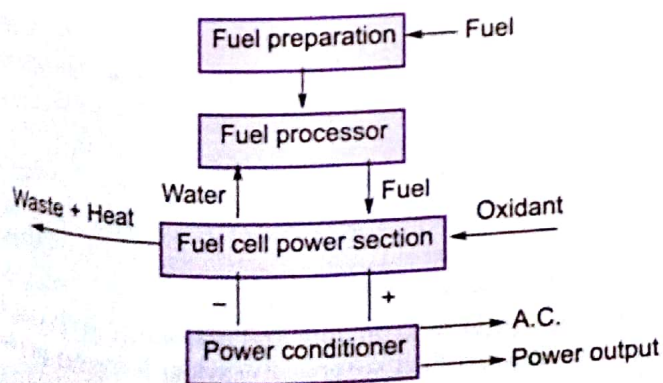 Fuel preparation
Fuel
Fuel processor
Water
Fuel
Waste + Heat
Oxidant
Fuel cell power section
– +
A.C.
Power conditioner
Power output